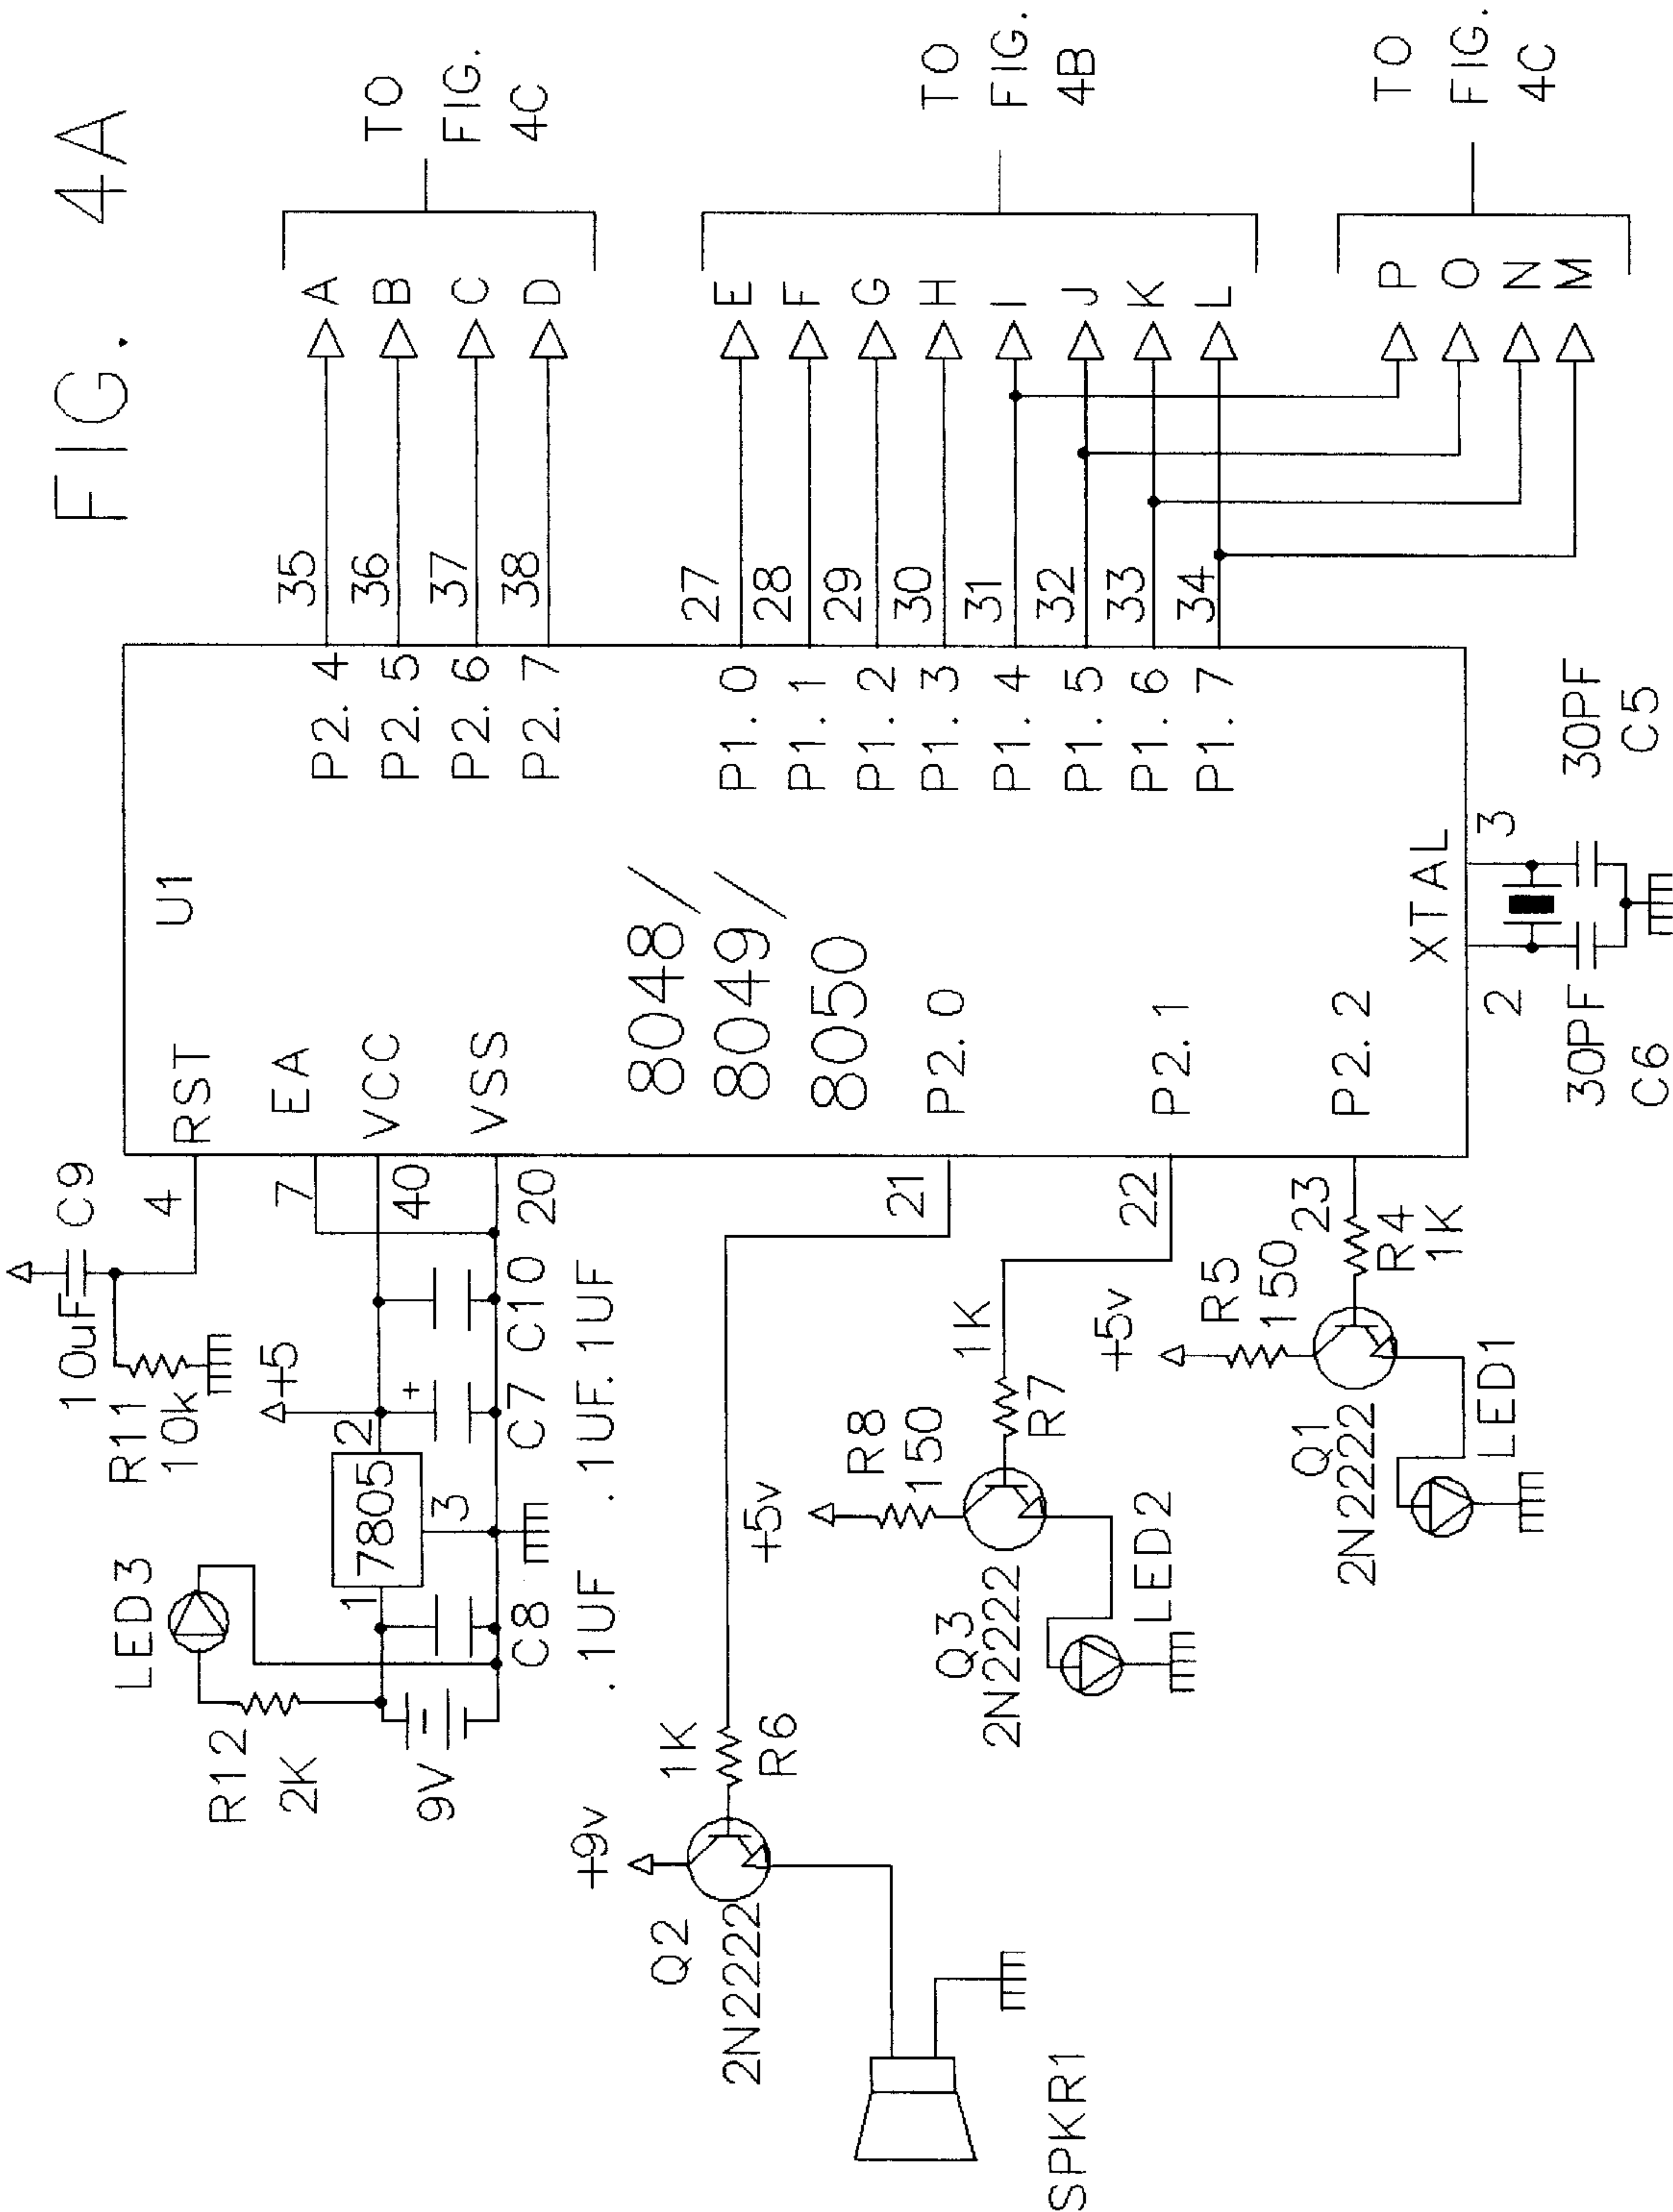 FIG. 4A
U1
8048/
8049/
8050
RST
EA
VCC
VSS
P2.0
P2.1
P2.2
XTAL
P2.4
P2.5
P2.6
P2.7
P1.0
P1.1
P1.2
P1.3
P1.4
P1.5
P1.6
P1.7
35
36
37
38
27
28
29
30
31
32
33
34
A
B
C
D
TO
FIG.
4C
E
F
G
H
I
J
K
L
TO
FIG.
4B
P
O
N
M
TO
FIG.
4C
4
7
40
20
21
22
23
2
3
C9
10uF
R11
10k
+5
LED3
R12
2K
9V
1
7805
2
3
C8
.1UF
C7
.1UF
C10
.1UF
+9v
Q2
2N2222
1K
R6
SPKR1
+5v
R8
150
1K
R7
Q3
2N2222
LED2
+5v
R5
150
R4
1K
Q1
2N2222
LED1
30PF
C6
30PF
C5